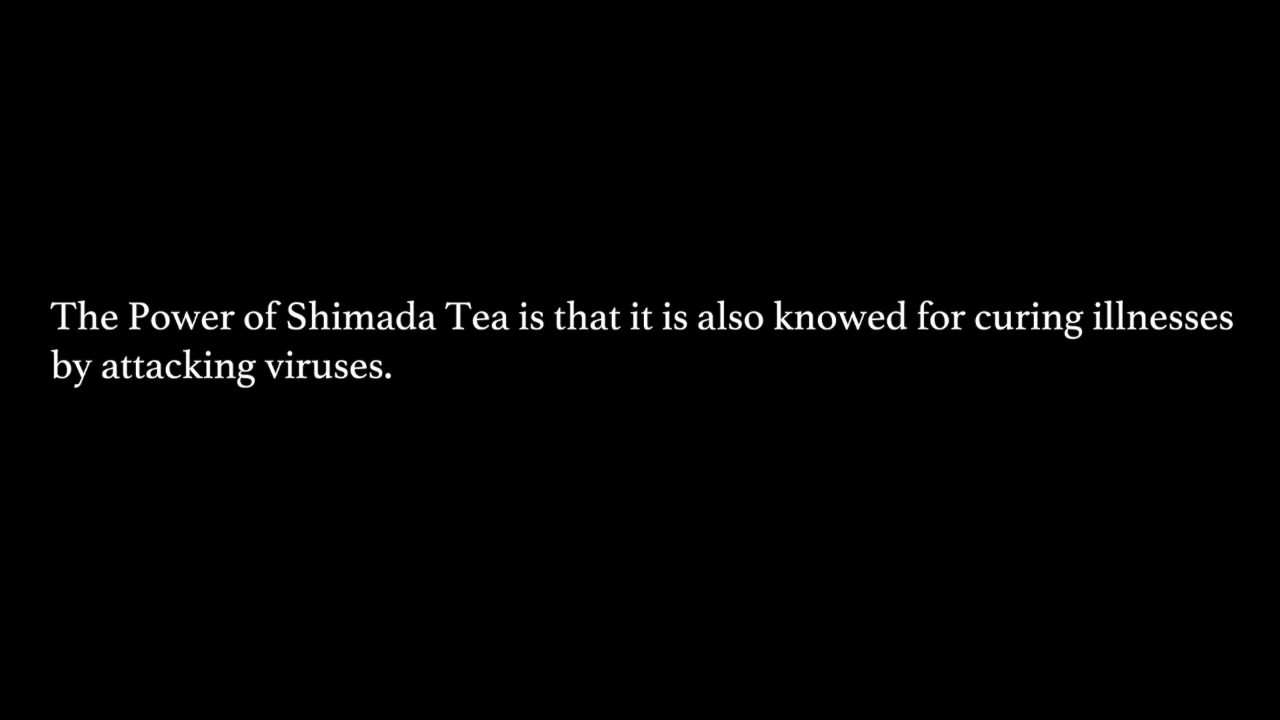 The Power of Shimada Tea is that it is also knowed for curing illnesses
by attacking viruses.